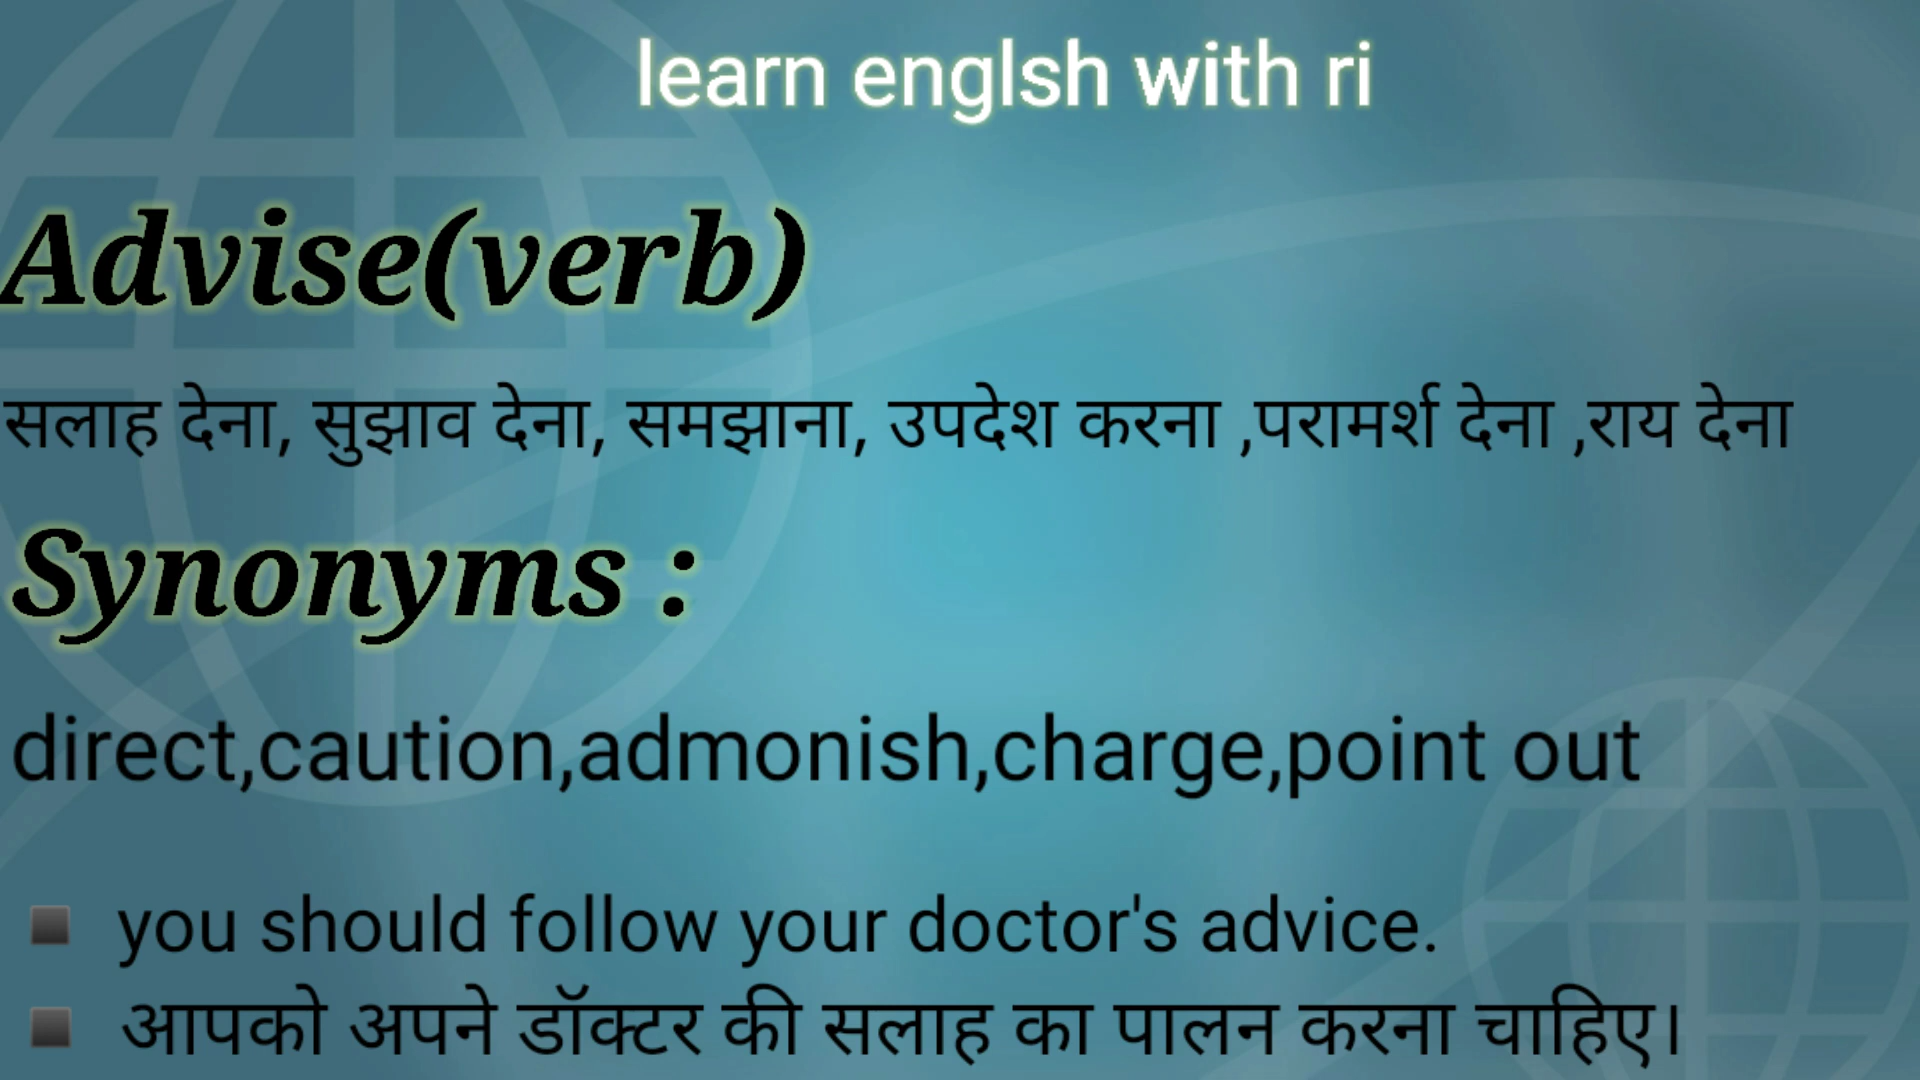 learn englsh with ri
Advise(verb)
सलाह देना, सुझाव देना, समझाना, उपदेश करना ,परामर्श देना ,राय देना
Synonyms :
direct,caution,admonish,charge,point out
you should follow your doctor's advice.
आपको अपने डॉक्टर की सलाह का पालन करना चाहिए।